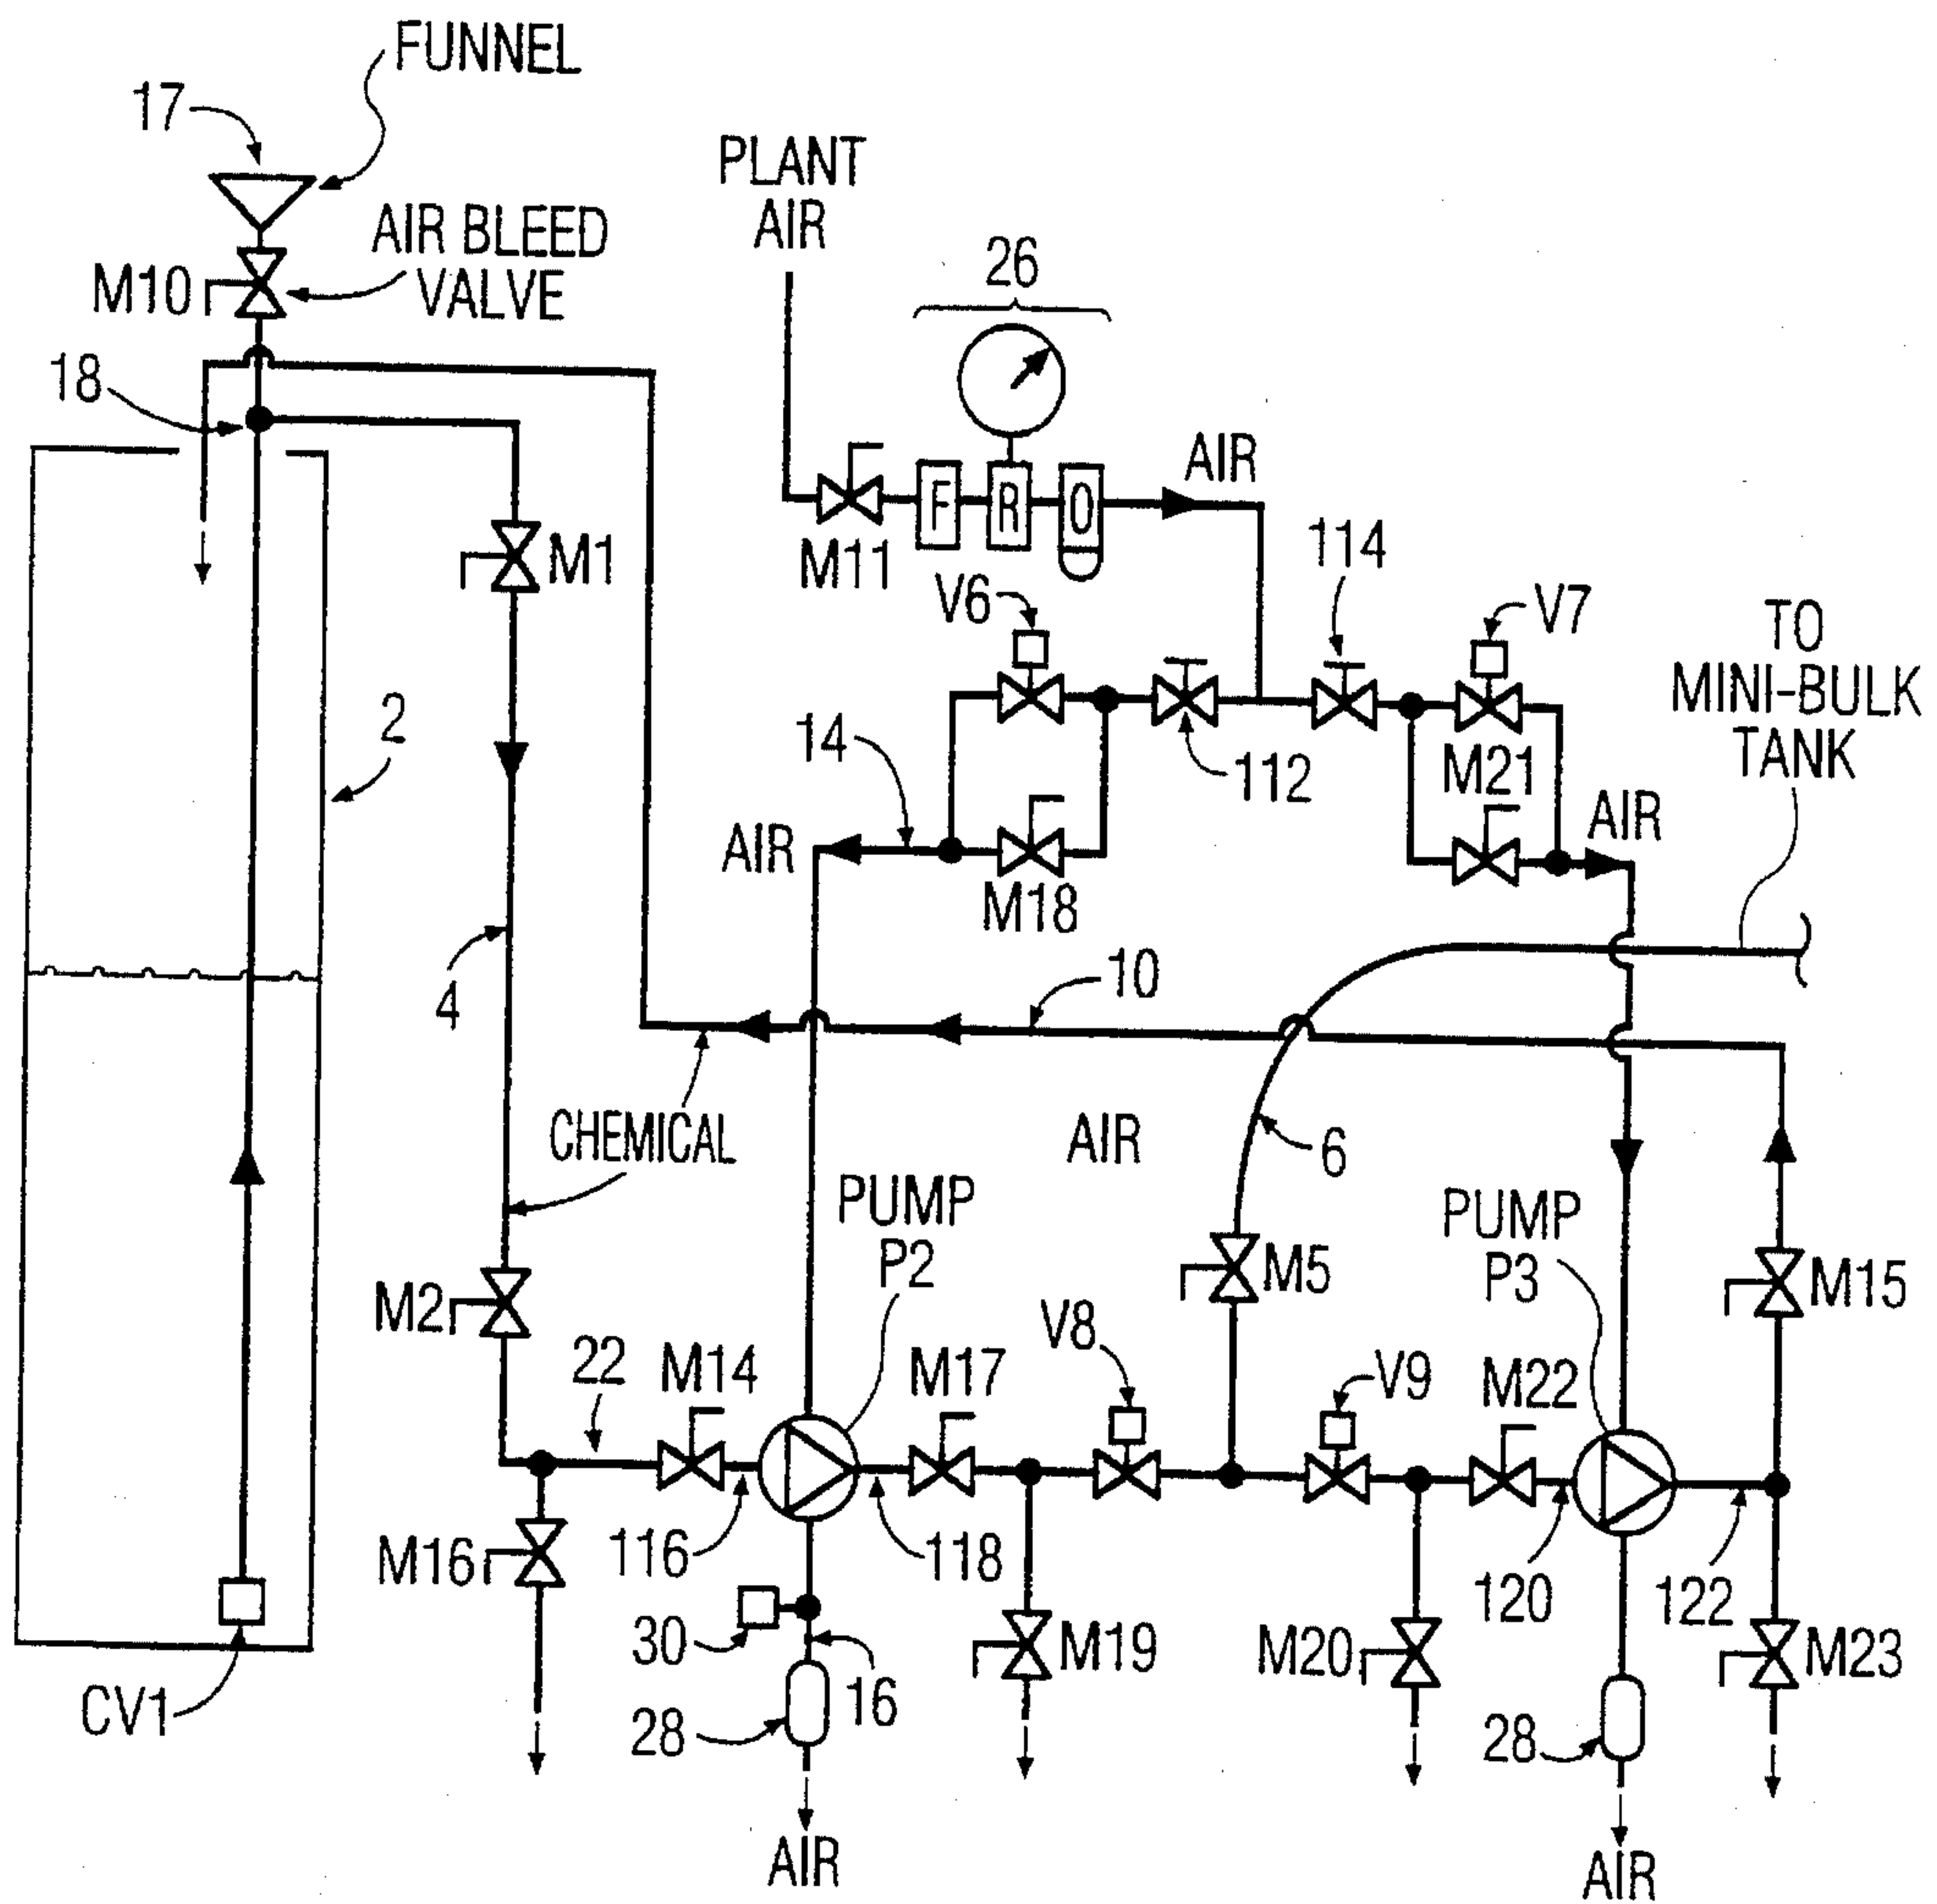 FUNNEL
17
PLANT
AIR
AIR BLEED
VALVE
M10
26
18
AIR
F
R
O
M11
M1
114
V6
V7
TO
MINI-BULK
TANK
2
14
112
M21
AIR
AIR
M18
4
10
CHEMICAL
AIR
6
PUMP
P2
PUMP
P3
M5
M15
M2
V8
22
M14
M17
V9
M22
M16
116
118
120
122
30
M19
M20
M23
CV1
28
16
28
AIR
AIR